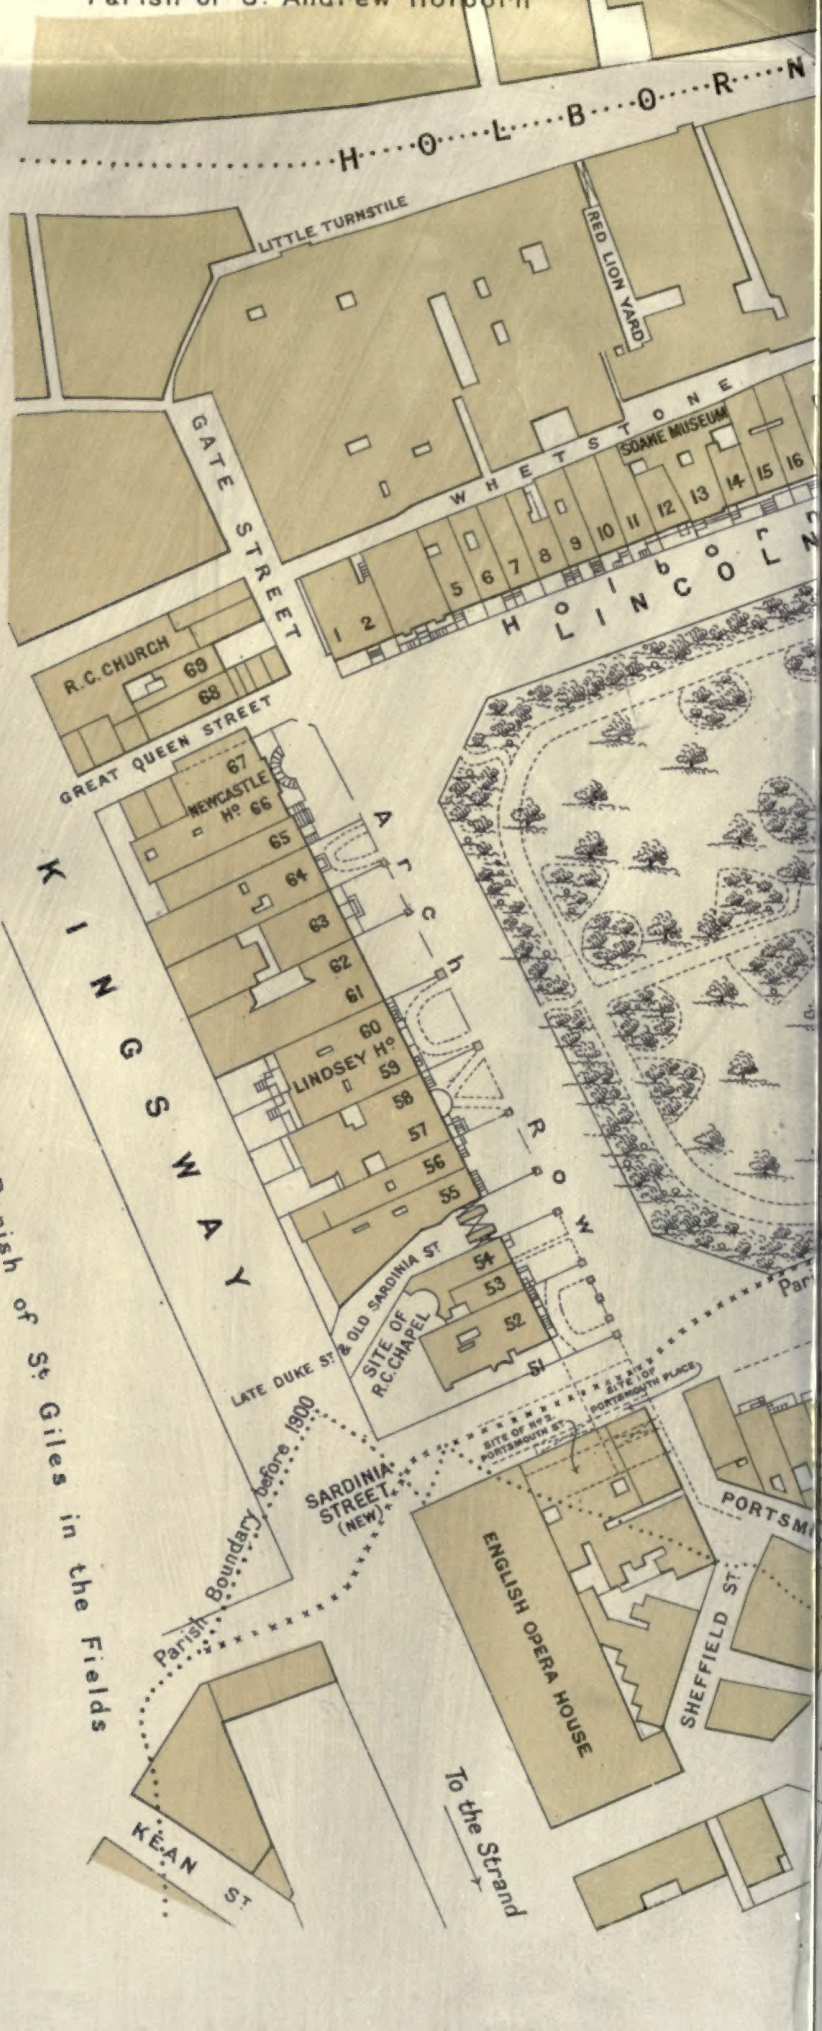 Parish of S. Andrew Holborn
HOLBORN
LITTLE TURNSTILE
RED LION YARD
GATE STREET
WHETSTONE
SOANE MUSEUM
1 2 5 6 7 8 9 10 11 12 13 14 15 16
Holborn
LINCOLN
R.C. CHURCH
69
68
GREAT QUEEN STREET
67
NEWCASTLE
Hº 66
65
64
63
62
61
60
LINDSEY Hº
59
58
57
56
55
54
53
52
51
Arch Row
KINGSWAY
LATE DUKE ST & OLD SARDINIA ST
SITE OF
R.C. CHAPEL
Parish of St. Giles in the Fields
Parish Boundary before 1900
SARDINIA
STREET
(NEW)
SITE OF Nº 2
PORTSMOUTH ST.
SITE OF
PORTSMOUTH PLACE
Pari
PORTSM
SHEFFIELD ST.
ENGLISH OPERA HOUSE
To the Strand
KEAN ST